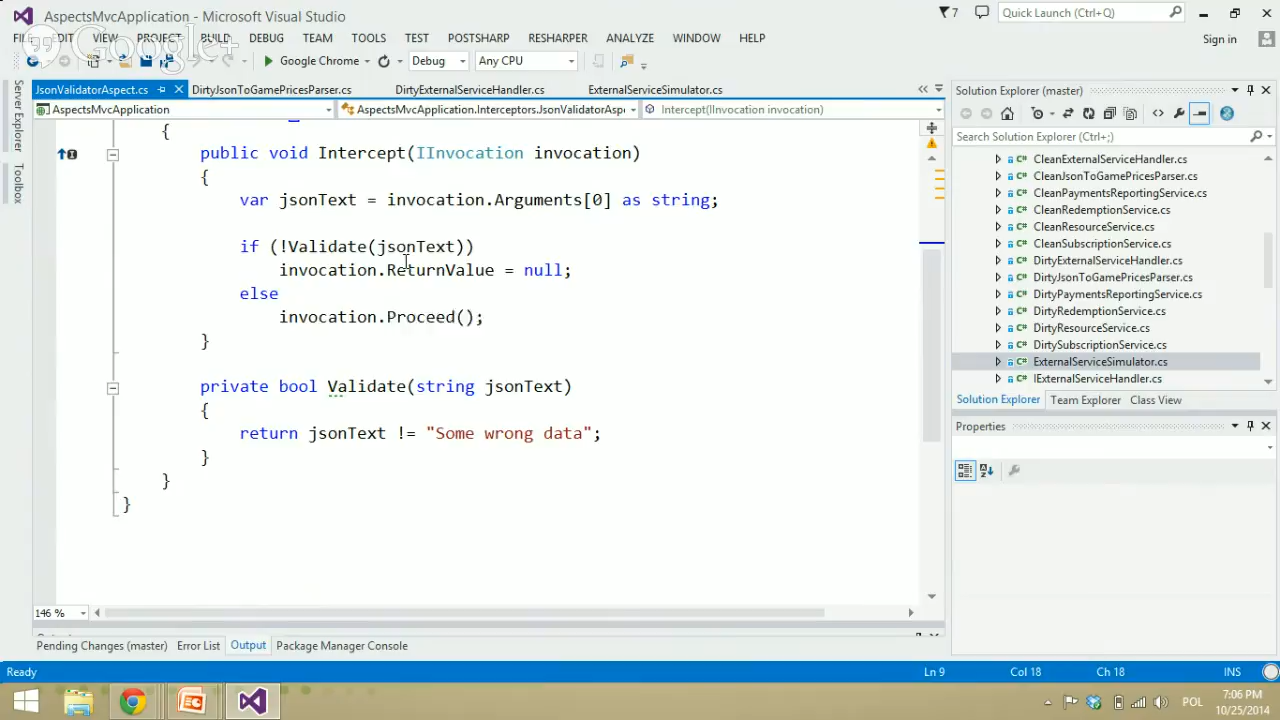 AspectsMvcApplication - Microsoft Visual Studio
7
Quick Launch (Ctrl+Q)
FILE EDIT VIEW PROJECT BUILD DEBUG TEAM TOOLS TEST POSTSHARP RESHARPER ANALYZE WINDOW HELP
Sign in
Google+
Google Chrome
Debug
Any CPU
Server Explorer
Toolbox
JsonValidatorAspect.cs
DirtyJsonToGamePricesParser.cs
DirtyExternalServiceHandler.cs
ExternalServiceSimulator.cs
AspectsMvcApplication
AspectsMvcApplication.Interceptors.JsonValidatorAspe
Intercept(IInvocation invocation)
{
public void Intercept(IInvocation invocation)
{
var jsonText = invocation.Arguments[0] as string;
if (!Validate(jsonText))
invocation.ReturnValue = null;
else
invocation.Proceed();
}
private bool Validate(string jsonText)
{
return jsonText != "Some wrong data";
}
}
}
146 %
Solution Explorer (master)
Search Solution Explorer (Ctrl+;)
C# CleanExternalServiceHandler.cs
C# CleanJsonToGamePricesParser.cs
C# CleanPaymentsReportingService.cs
C# CleanRedemptionService.cs
C# CleanResourceService.cs
C# CleanSubscriptionService.cs
C# DirtyExternalServiceHandler.cs
C# DirtyJsonToGamePricesParser.cs
C# DirtyPaymentsReportingService.cs
C# DirtyRedemptionService.cs
C# DirtyResourceService.cs
C# DirtySubscriptionService.cs
C# ExternalServiceSimulator.cs
C# IExternalServiceHandler.cs
Solution Explorer Team Explorer Class View
Properties
Pending Changes (master) Error List Output Package Manager Console
Ready
Ln 9
Col 18
Ch 18
INS
POL
7:06 PM
10/25/2014